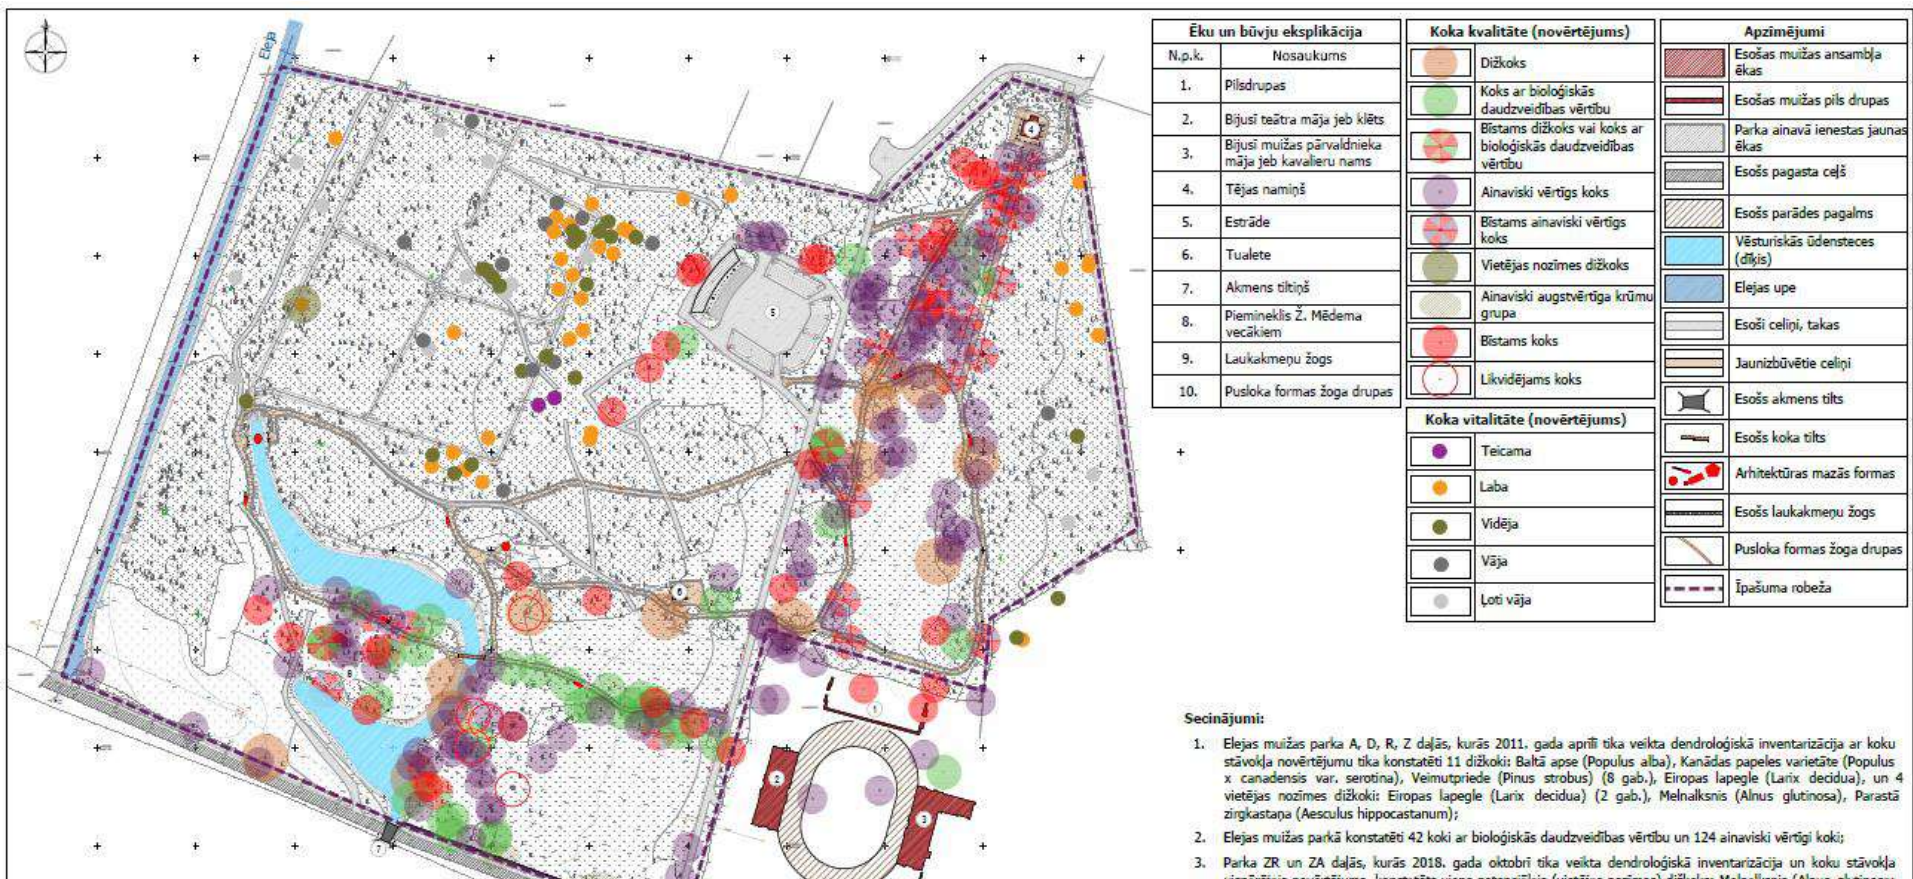 Eleja
Ēku un būvju eksplikācija
N.p.k. Nosaukums
1. Pilsdrupas
2. Bijusī teātra māja jeb klēts
3. Bijusī muižas pārvaldnieka
māja jeb kavalieru nams
4. Tējas namiņš
5. Estrāde
6. Tualete
7. Akmens tiltiņš
8. Piemineklis Ž. Mēdema
vecākiem
9. Laukakmeņu žogs
10. Pusloka formas žoga drupas
Koka kvalitāte (novērtējums)
Dižkoks
Koks ar bioloģiskās
daudzveidības vērtību
Bīstams dižkoks vai koks ar
bioloģiskās daudzveidības
vērtību
Ainaviski vērtīgs koks
Bīstams ainaviski vērtīgs
koks
Vietējas nozīmes dižkoks
Ainaviski augstvērtīga krūmu
grupa
Bīstams koks
Likvidējams koks
Koka vitalitāte (novērtējums)
Teicama
Laba
Vidēja
Vāja
Ļoti vāja
Apzīmējumi
Esošas muižas ansambļa
ēkas
Esošas muižas pils drupas
Parka ainavā ienestas jaunas
ēkas
Esošs pagasta ceļš
Esošs parādes pagalms
Vēsturiskās ūdensteces
(dīķis)
Elejas upe
Esoši celiņi, takas
Jaunizbūvētie celiņi
Esošs akmens tilts
Esošs koka tilts
Arhitektūras mazās formas
Esošs laukakmeņu žogs
Pusloka formas žoga drupas
Īpašuma robeža
4
5
6
8
1
2
3
7
Secinājumi:
1. Elejas muižas parka A, D, R, Z daļās, kurās 2011. gada aprīlī tika veikta dendroloģiskā inventarizācija ar koku
stāvokļa novērtējumu tika konstatēti 11 dižkoki: Baltā apse (Populus alba), Kanādas papeles varietāte (Populus
x canadensis var. serotina), Veimutpriede (Pinus strobus) (8 gab.), Eiropas lapegle (Larix decidua), un 4
vietējas nozīmes dižkoki: Eiropas lapegle (Larix decidua) (2 gab.), Melnalksnis (Alnus glutinosa), Parastā
zirgkastaņa (Aesculus hippocastanum);
2. Elejas muižas parkā konstatēti 42 koki ar bioloģiskās daudzveidības vērtību un 124 ainaviski vērtīgi koki;
3. Parka ZR un ZA daļās, kurās 2018. gada oktobrī tika veikta dendroloģiskā inventarizācija un koku stāvokļa